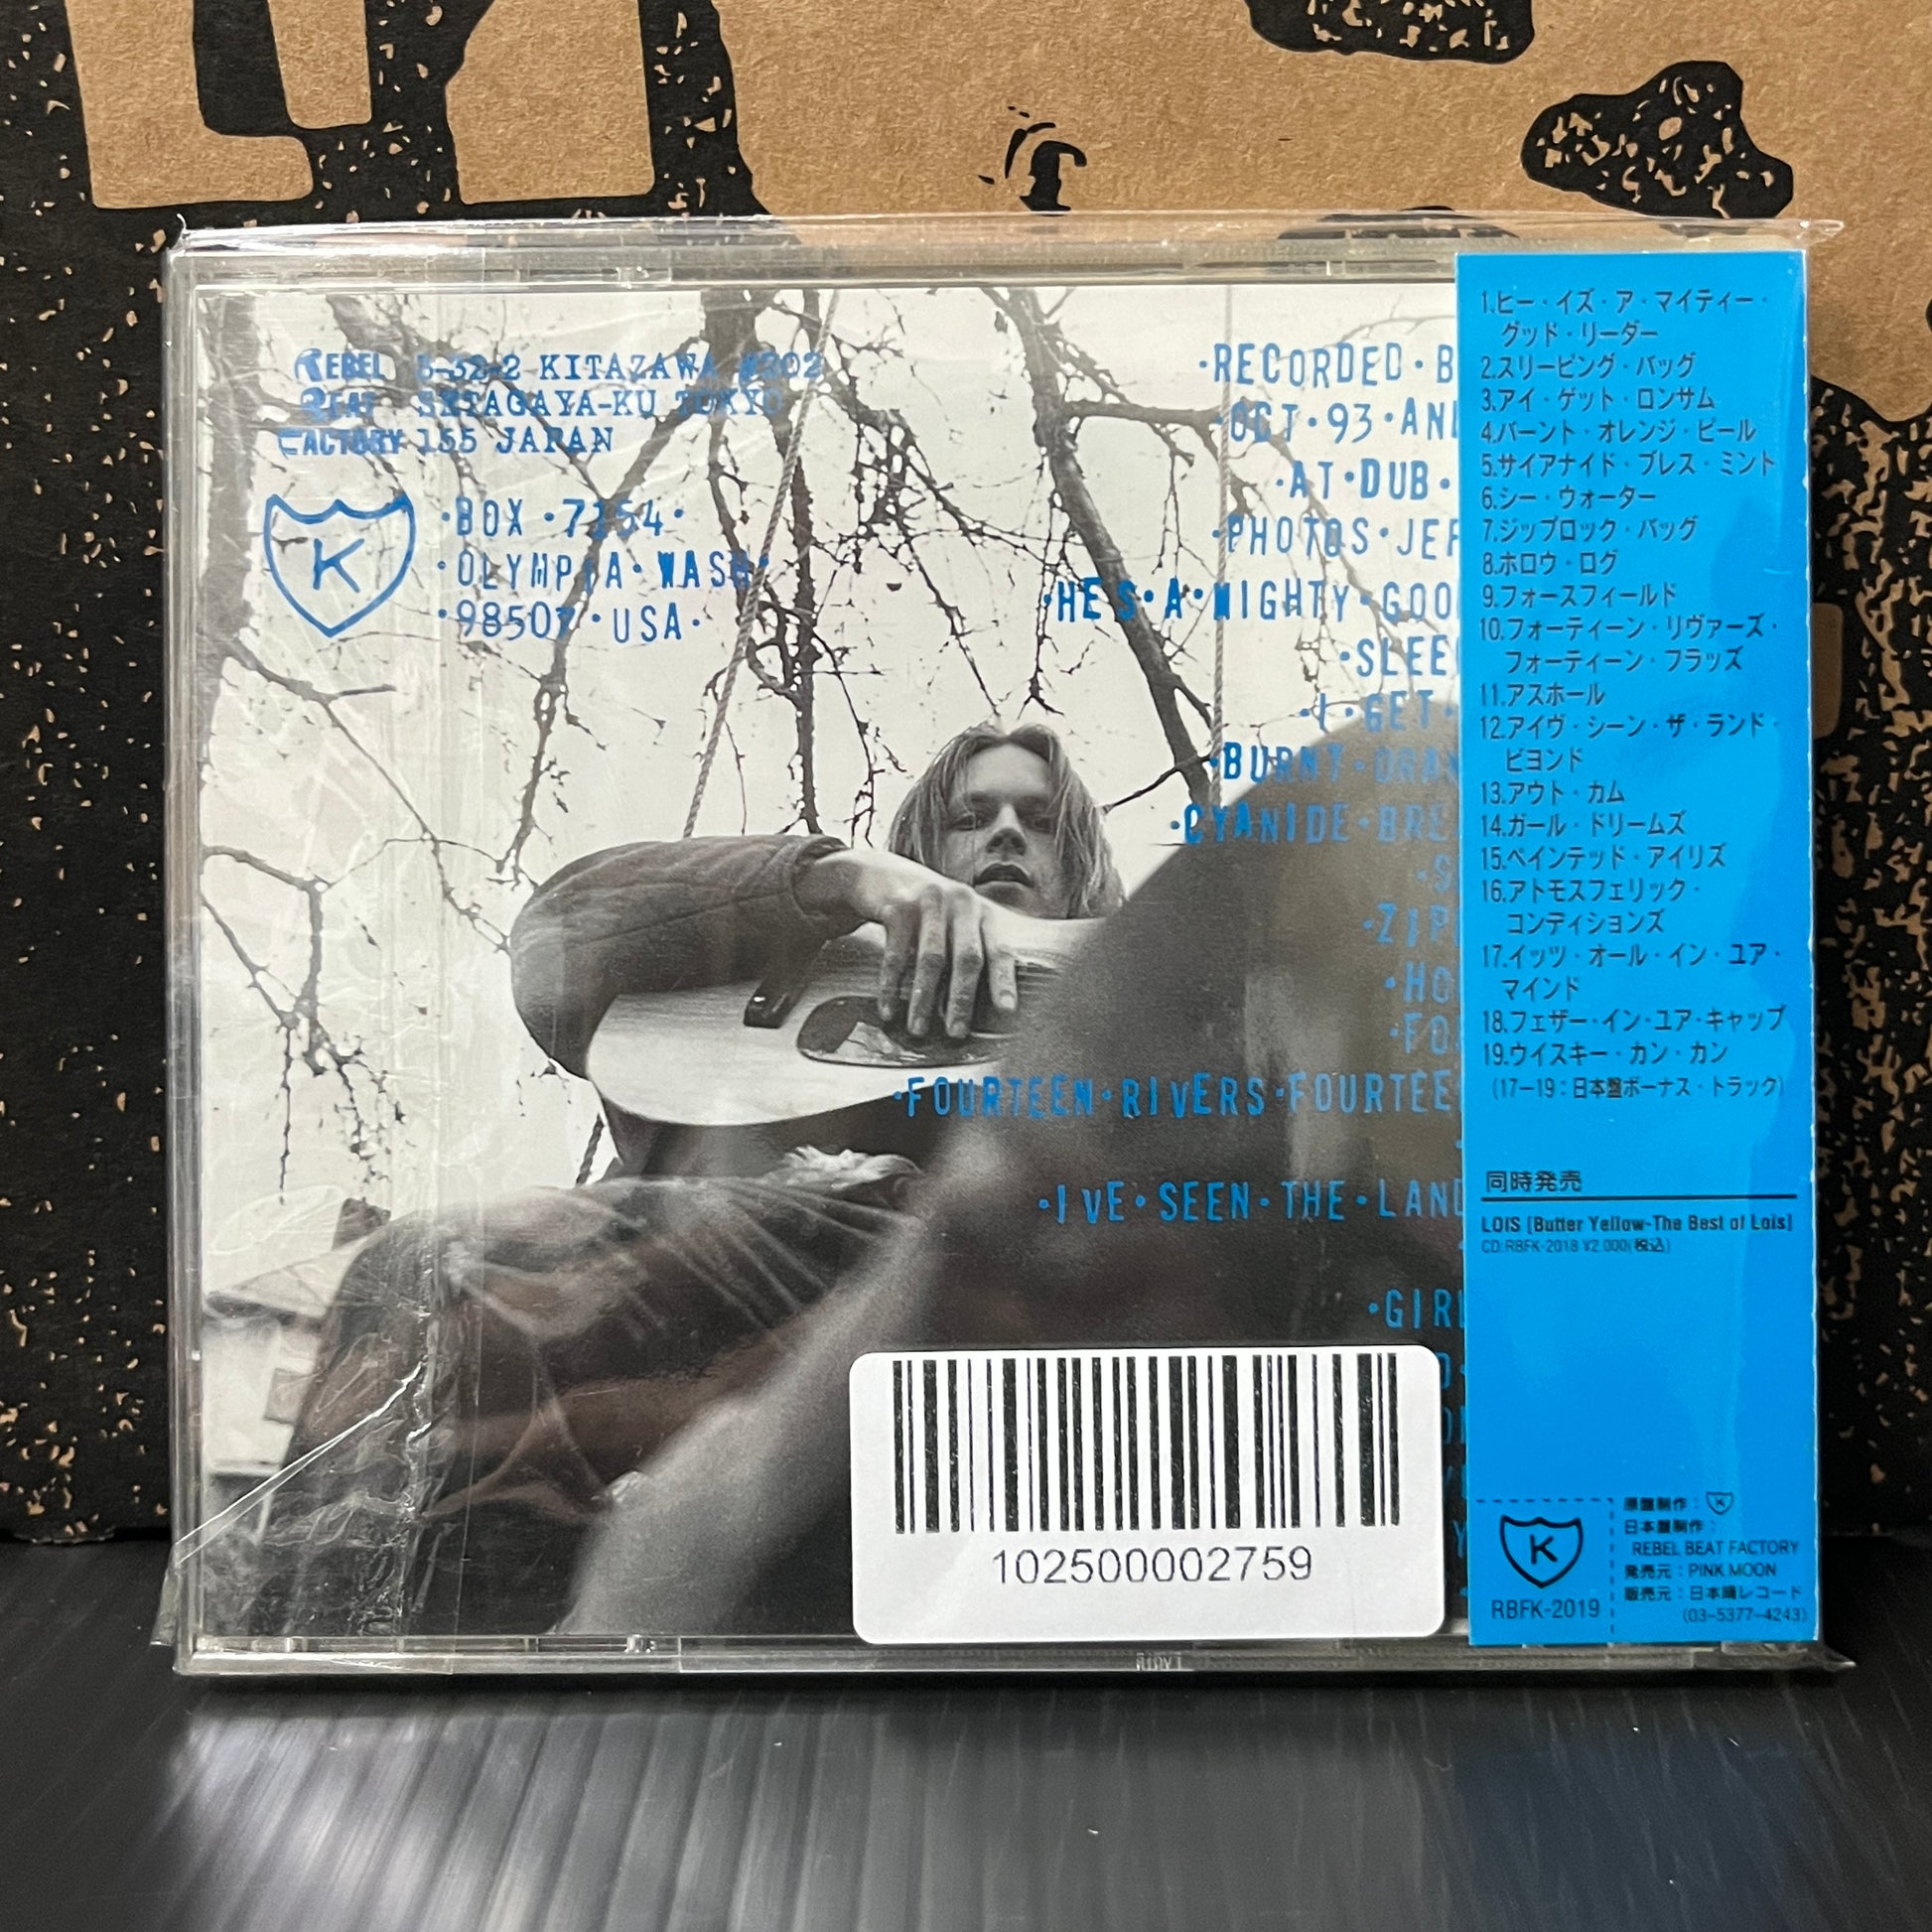 REBEL 5-32-2 KITAZAWA #202
BEAT SETAGAYA-KU TOKYO
FACTORY 155 JAPAN
K
·BOX·7154·
·OLYMPIA·WASH·
·98507·USA·
·RECORDED·B
·OCT·93·AN
·AT·DUB·
·PHOTOS·JEF
·HES·A·MIGHTY·GOO
·SLEE
·I·GET·
·BURNT·ORAN
·CYANIDE·BRE
·S
·ZIP
·HO
·FO
·FOURTEEN·RIVERS·FOURTEE
·IVE·SEEN·THE·LAND
·GIRL
102500002759
1.ヒー・イズ・ア・マイティー・
グッド・リーダー
2.スリーピング・バッグ
3.アイ・ゲット・ロンサム
4.バーント・オレンジ・ピール
5.サイアナイド・ブレス・ミント
6.シー・ウォーター
7.ジップロック・バッグ
8.ホロウ・ログ
9.フォースフィールド
10.フォーティーン・リヴァーズ・
フォーティーン・フラッズ
11.アスホール
12.アイヴ・シーン・ザ・ランド・
ビヨンド
13.アウト・カム
14.ガール・ドリームズ
15.ペインテッド・アイリズ
16.アトモスフェリック・
コンディションズ
17.イッツ・オール・イン・ユア・
マインド
18.フェザー・イン・ユア・キャップ
19.ウイスキー・カン・カン
(17−19：日本盤ボーナス・トラック)
同時発売
LOIS [Butter Yellow-The Best of Lois]
CD:RBFK-2018 ¥2,000(税込)
K
RBFK-2019
原盤制作：K
日本盤制作：
REBEL BEAT FACTORY
発売元：PINK MOON
販売元：日本晴レコード
(03-5377-4243)